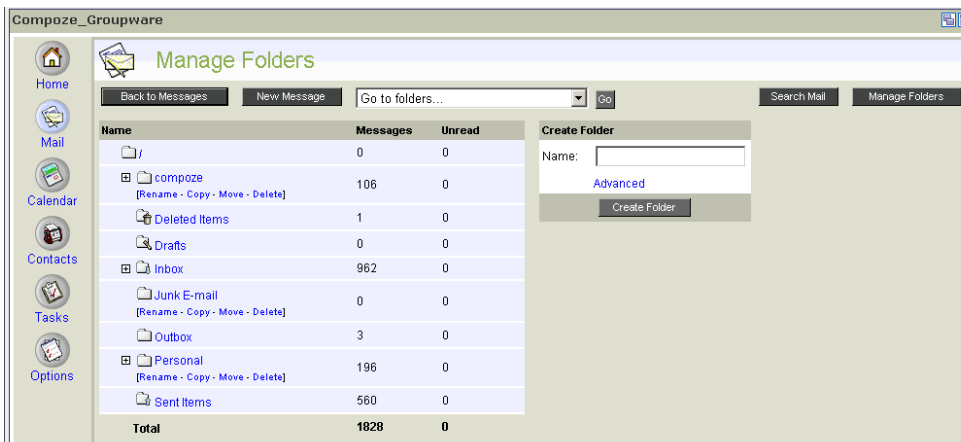 Compoze_Groupware
Home
Mail
Calendar
Contacts
Tasks
Options
Manage Folders
Back to Messages New Message Go to folders... Go Search Mail Manage Folders
Name Messages Unread
/ 0 0
compoze 106 0
[Rename - Copy - Move - Delete]
Deleted Items 1 0
Drafts 0 0
Inbox 962 0
Junk E-mail 0 0
[Rename - Copy - Move - Delete]
Outbox 3 0
Personal 196 0
[Rename - Copy - Move - Delete]
Sent Items 560 0
Total 1828 0
Create Folder
Name:
Advanced
Create Folder